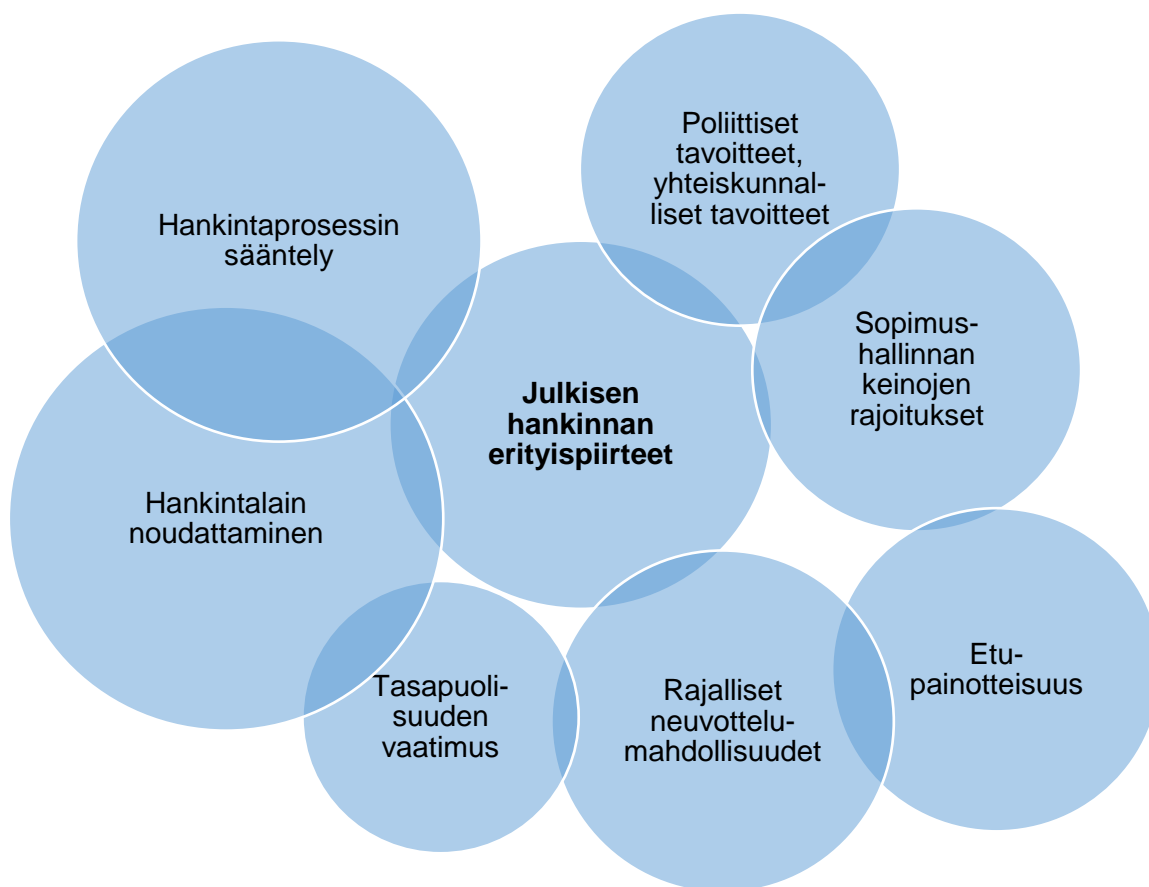 Poliittiset
tavoitteet,
yhteiskunnal-
liset tavoitteet
Hankintaprosessin
sääntely
Sopimus-
hallinnan
keinojen
rajoitukset
Julkisen
hankinnan
erityispiirteet
Hankintalain
noudattaminen
Etu-
painotteisuus
Tasapuoli-
suuden
vaatimus
Rajalliset
neuvottelu-
mahdollisuudet